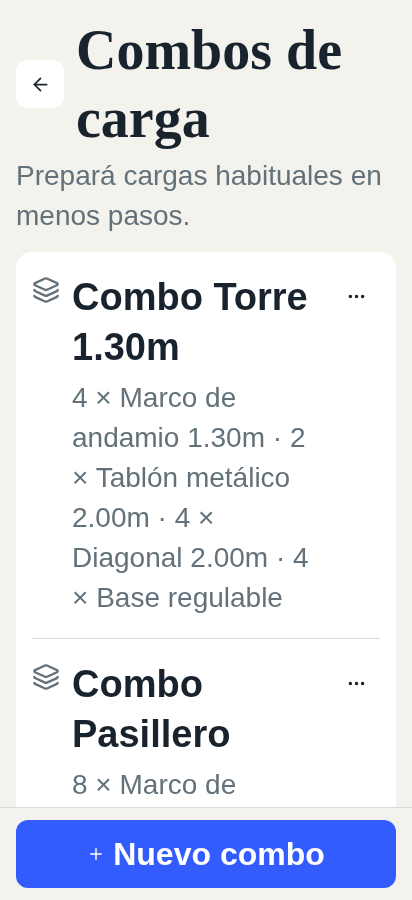 Combos de
carga
Prepará cargas habituales en
menos pasos.
Combo Torre
1.30m
4 × Marco de
andamio 1.30m · 2
× Tablón metálico
2.00m · 4 ×
Diagonal 2.00m · 4
× Base regulable
Combo
Pasillero
8 × Marco de
+ Nuevo combo